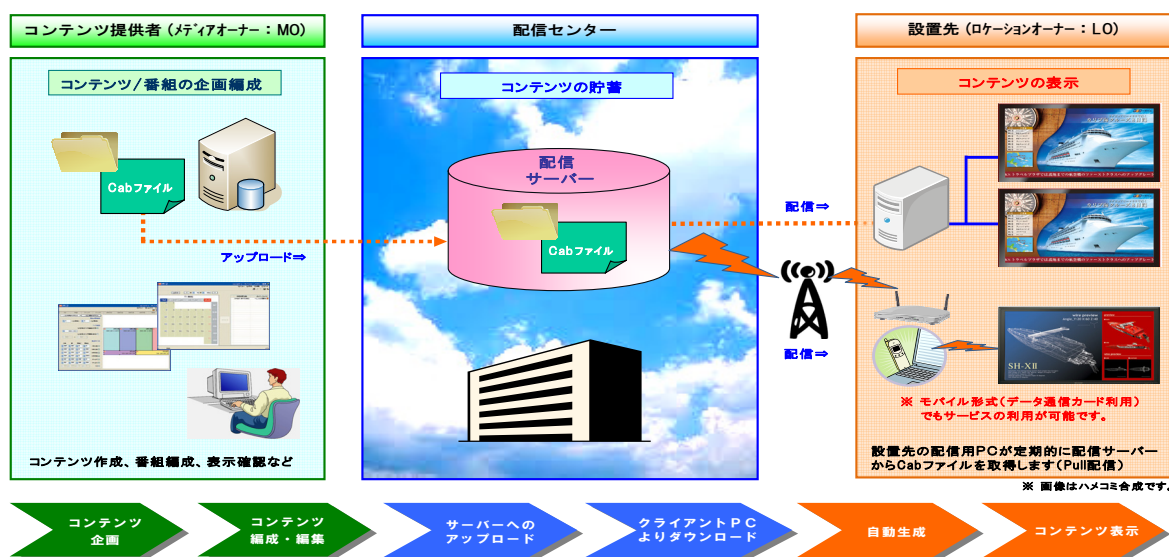 コンテンツ提供者（ﾒﾃﾞｨｱｵｰﾅｰ：MO）
配信センター
設置先（ﾛｹｰｼｮﾝｵｰﾅｰ：LO）
コンテンツ/番組の企画編成
コンテンツの貯蓄
コンテンツの表示
Cabファイル
アップロード⇒
配信
サーバー
Cabファイル
配信⇒
配信⇒
SH-XⅡ
※ モバイル形式（データ通信カード利用）
でもサービスの利用が可能です。
コンテンツ作成、番組編成、表示確認など
設置先の配信用PCが定期的に配信サーバー
からCabファイルを取得します（Pull配信）
※ 画像はハメコミ合成です。
コンテンツ
企画
コンテンツ
編成・編集
サーバーへの
アップロード
クライアントＰＣ
よりダウンロード
自動生成
コンテンツ表示